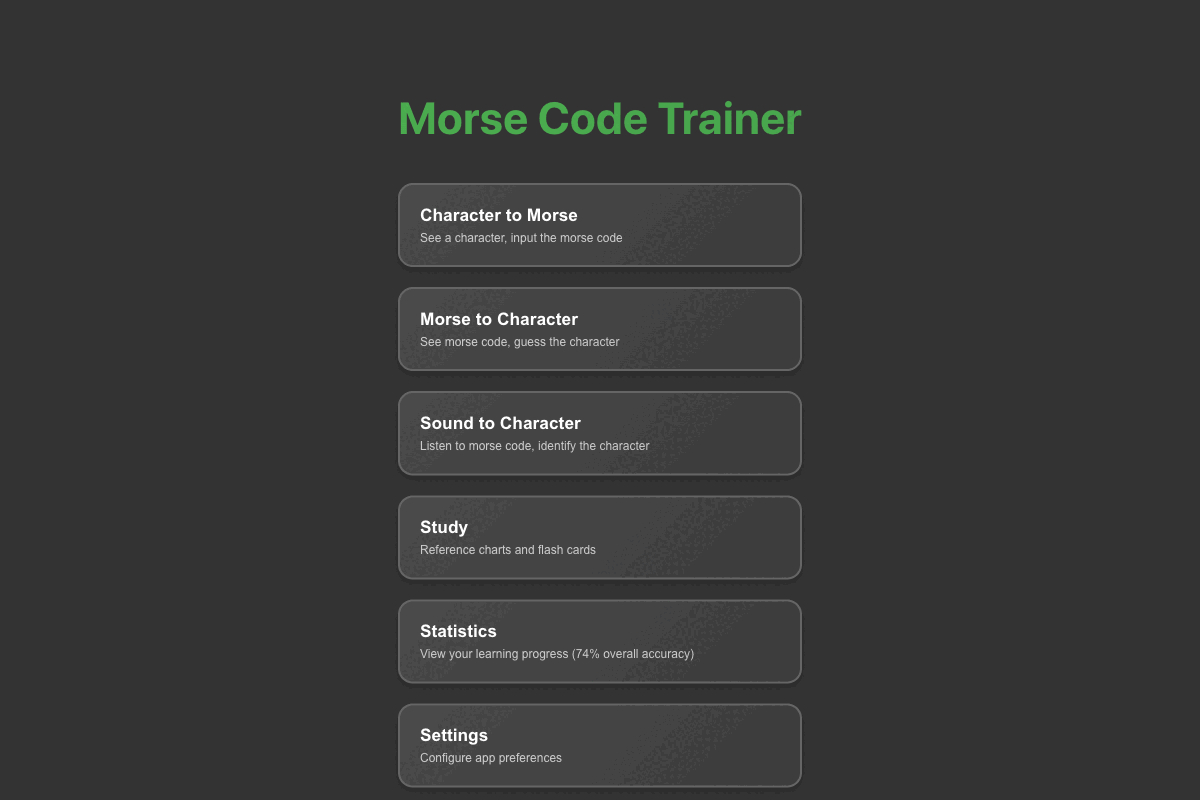 Morse Code Trainer
Character to Morse
See a character, input the morse code
Morse to Character
See morse code, guess the character
Sound to Character
Listen to morse code, identify the character
Study
Reference charts and flash cards
Statistics
View your learning progress (74% overall accuracy)
Settings
Configure app preferences